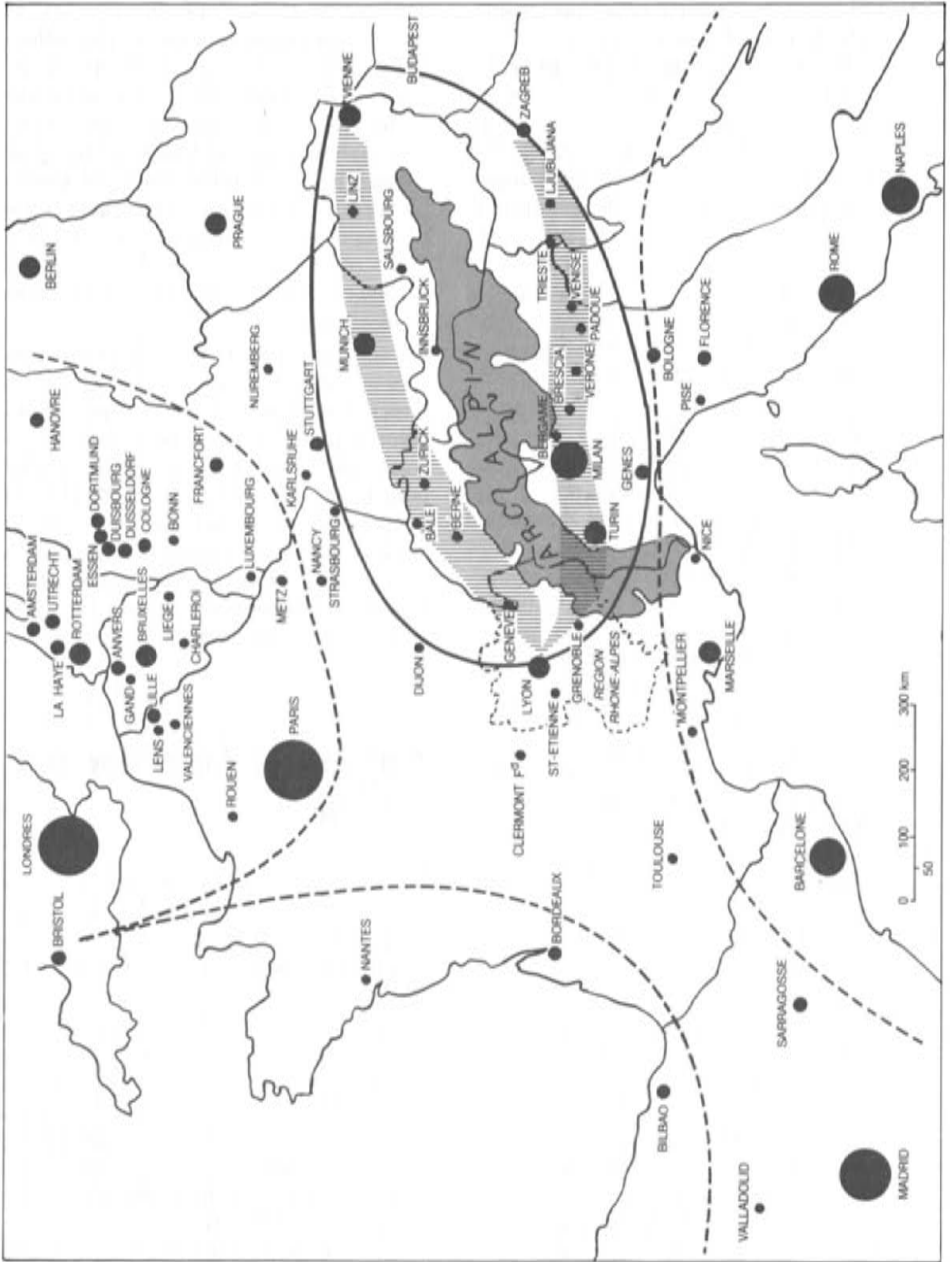 BRISTOL
LONDRES
AMSTERDAM
UTRECHT
LA HAYE
ROTTERDAM
ANVERS
GAND
BRUXELLES
LILLE
LENS
VALENCIENNES
LIEGE
CHARLEROI
ESSEN
DORTMUND
DUISBOURG
DUISSELDORF
COLOGNE
BONN
HANOVRE
BERLIN
PRAGUE
FRANCFORT
NUREMBERG
LUXEMBOURG
ROUEN
PARIS
METZ
NANCY
STRASBOURG
KARLSRUHE
STUTTGART
MUNICH
LINZ
VIENNE
BUDAPEST
SALSBOURG
INNSBRUCK
NANTES
DIJON
BALE
ZURICK
BERNE
GENEVE
ARC ALPIN
LYON
ST-ETIENNE
CLERMONT Fd
GRENOBLE
REGION
RHONE-ALPES
TURIN
MILAN
BERGAME
BRESCIA
VERONE
PADOUE
VENISE
TRIESTE
LJUBLJANA
ZAGREB
GENES
BOLOGNE
FLORENCE
PISE
ROME
NAPLES
NICE
MARSEILLE
MONTPELLIER
TOULOUSE
BORDEAUX
BILBAO
VALLADOLID
MADRID
SARRAGOSSE
BARCELONE
0
50
100
200
300 km